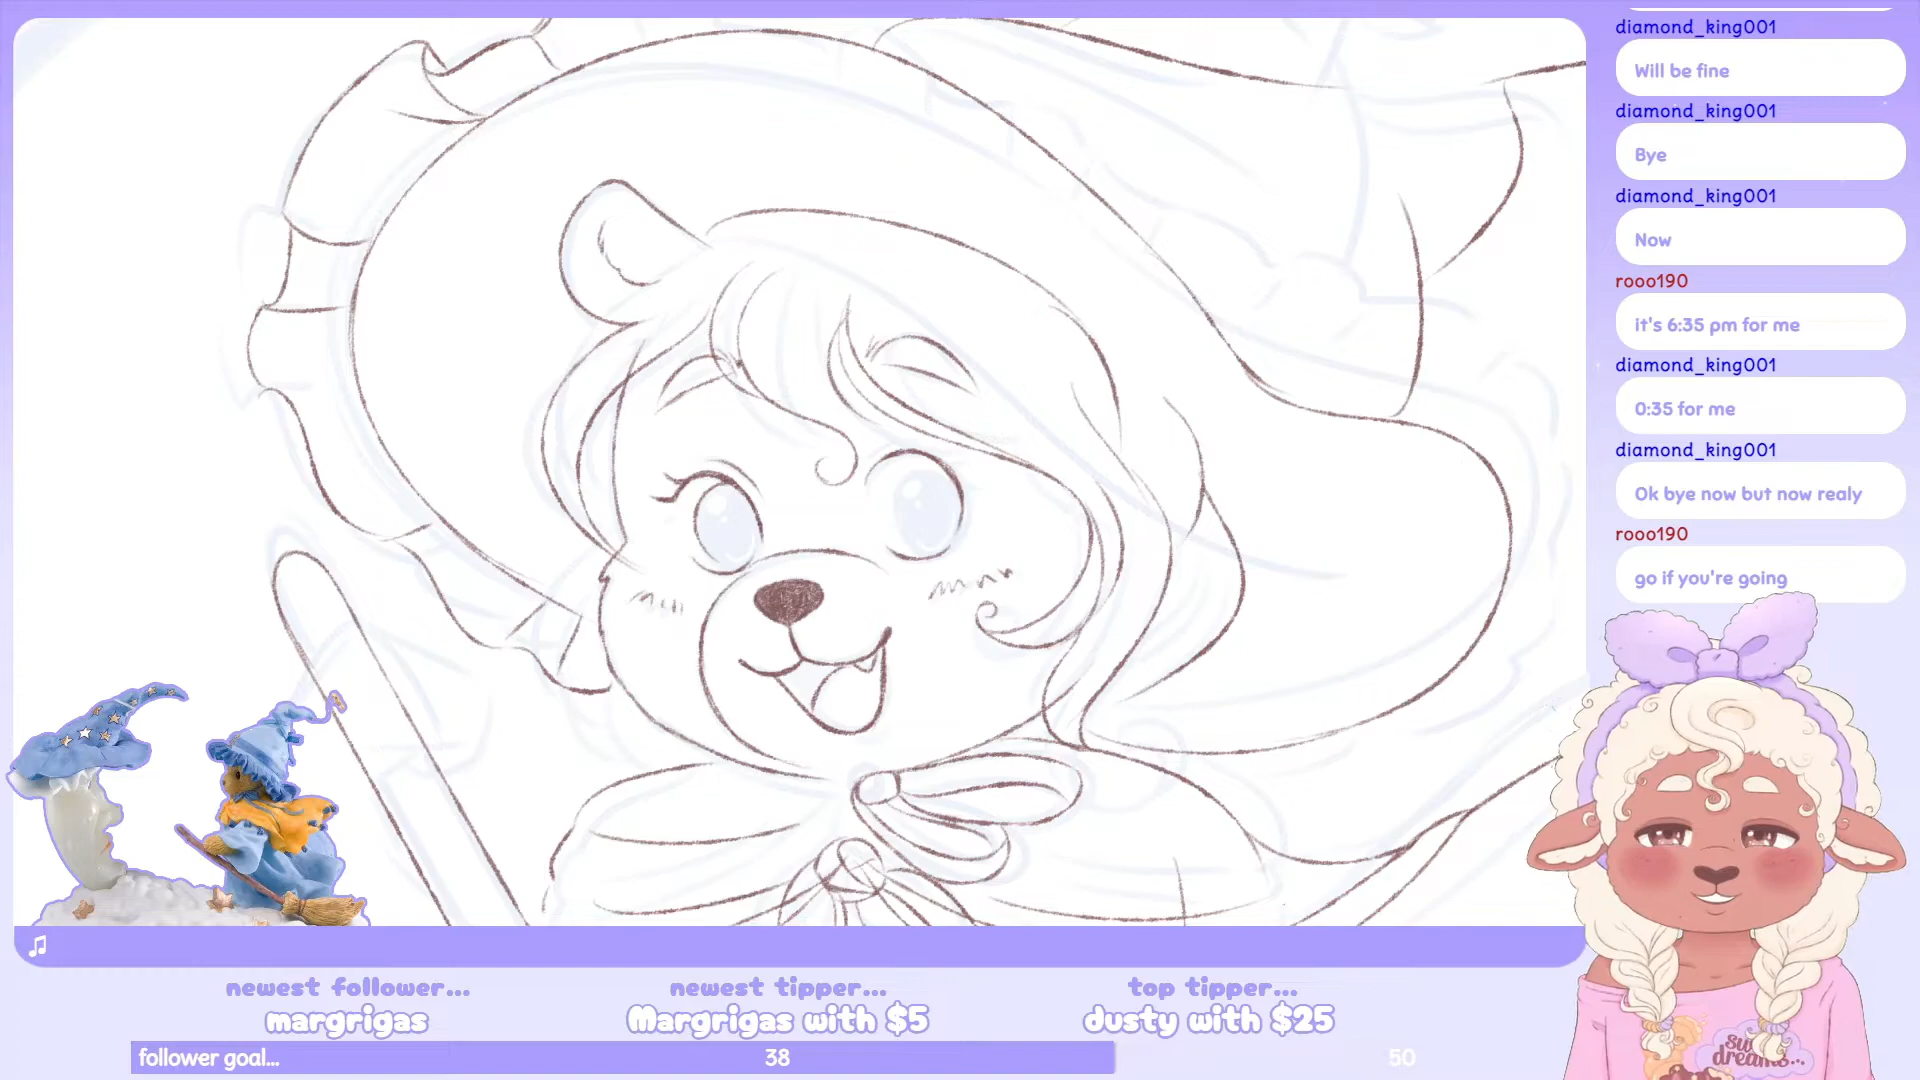 diamond_king001
Will be fine
diamond_king001
Bye
diamond_king001
Now
rooo190
it's 6:35 pm for me
diamond_king001
0:35 for me
diamond_king001
Ok bye now but now realy
rooo190
go if you're going
newest follower...
margrigas
newest tipper...
Margrigas with $5
top tipper...
dusty with $25
follower goal...
38
50
dreams...